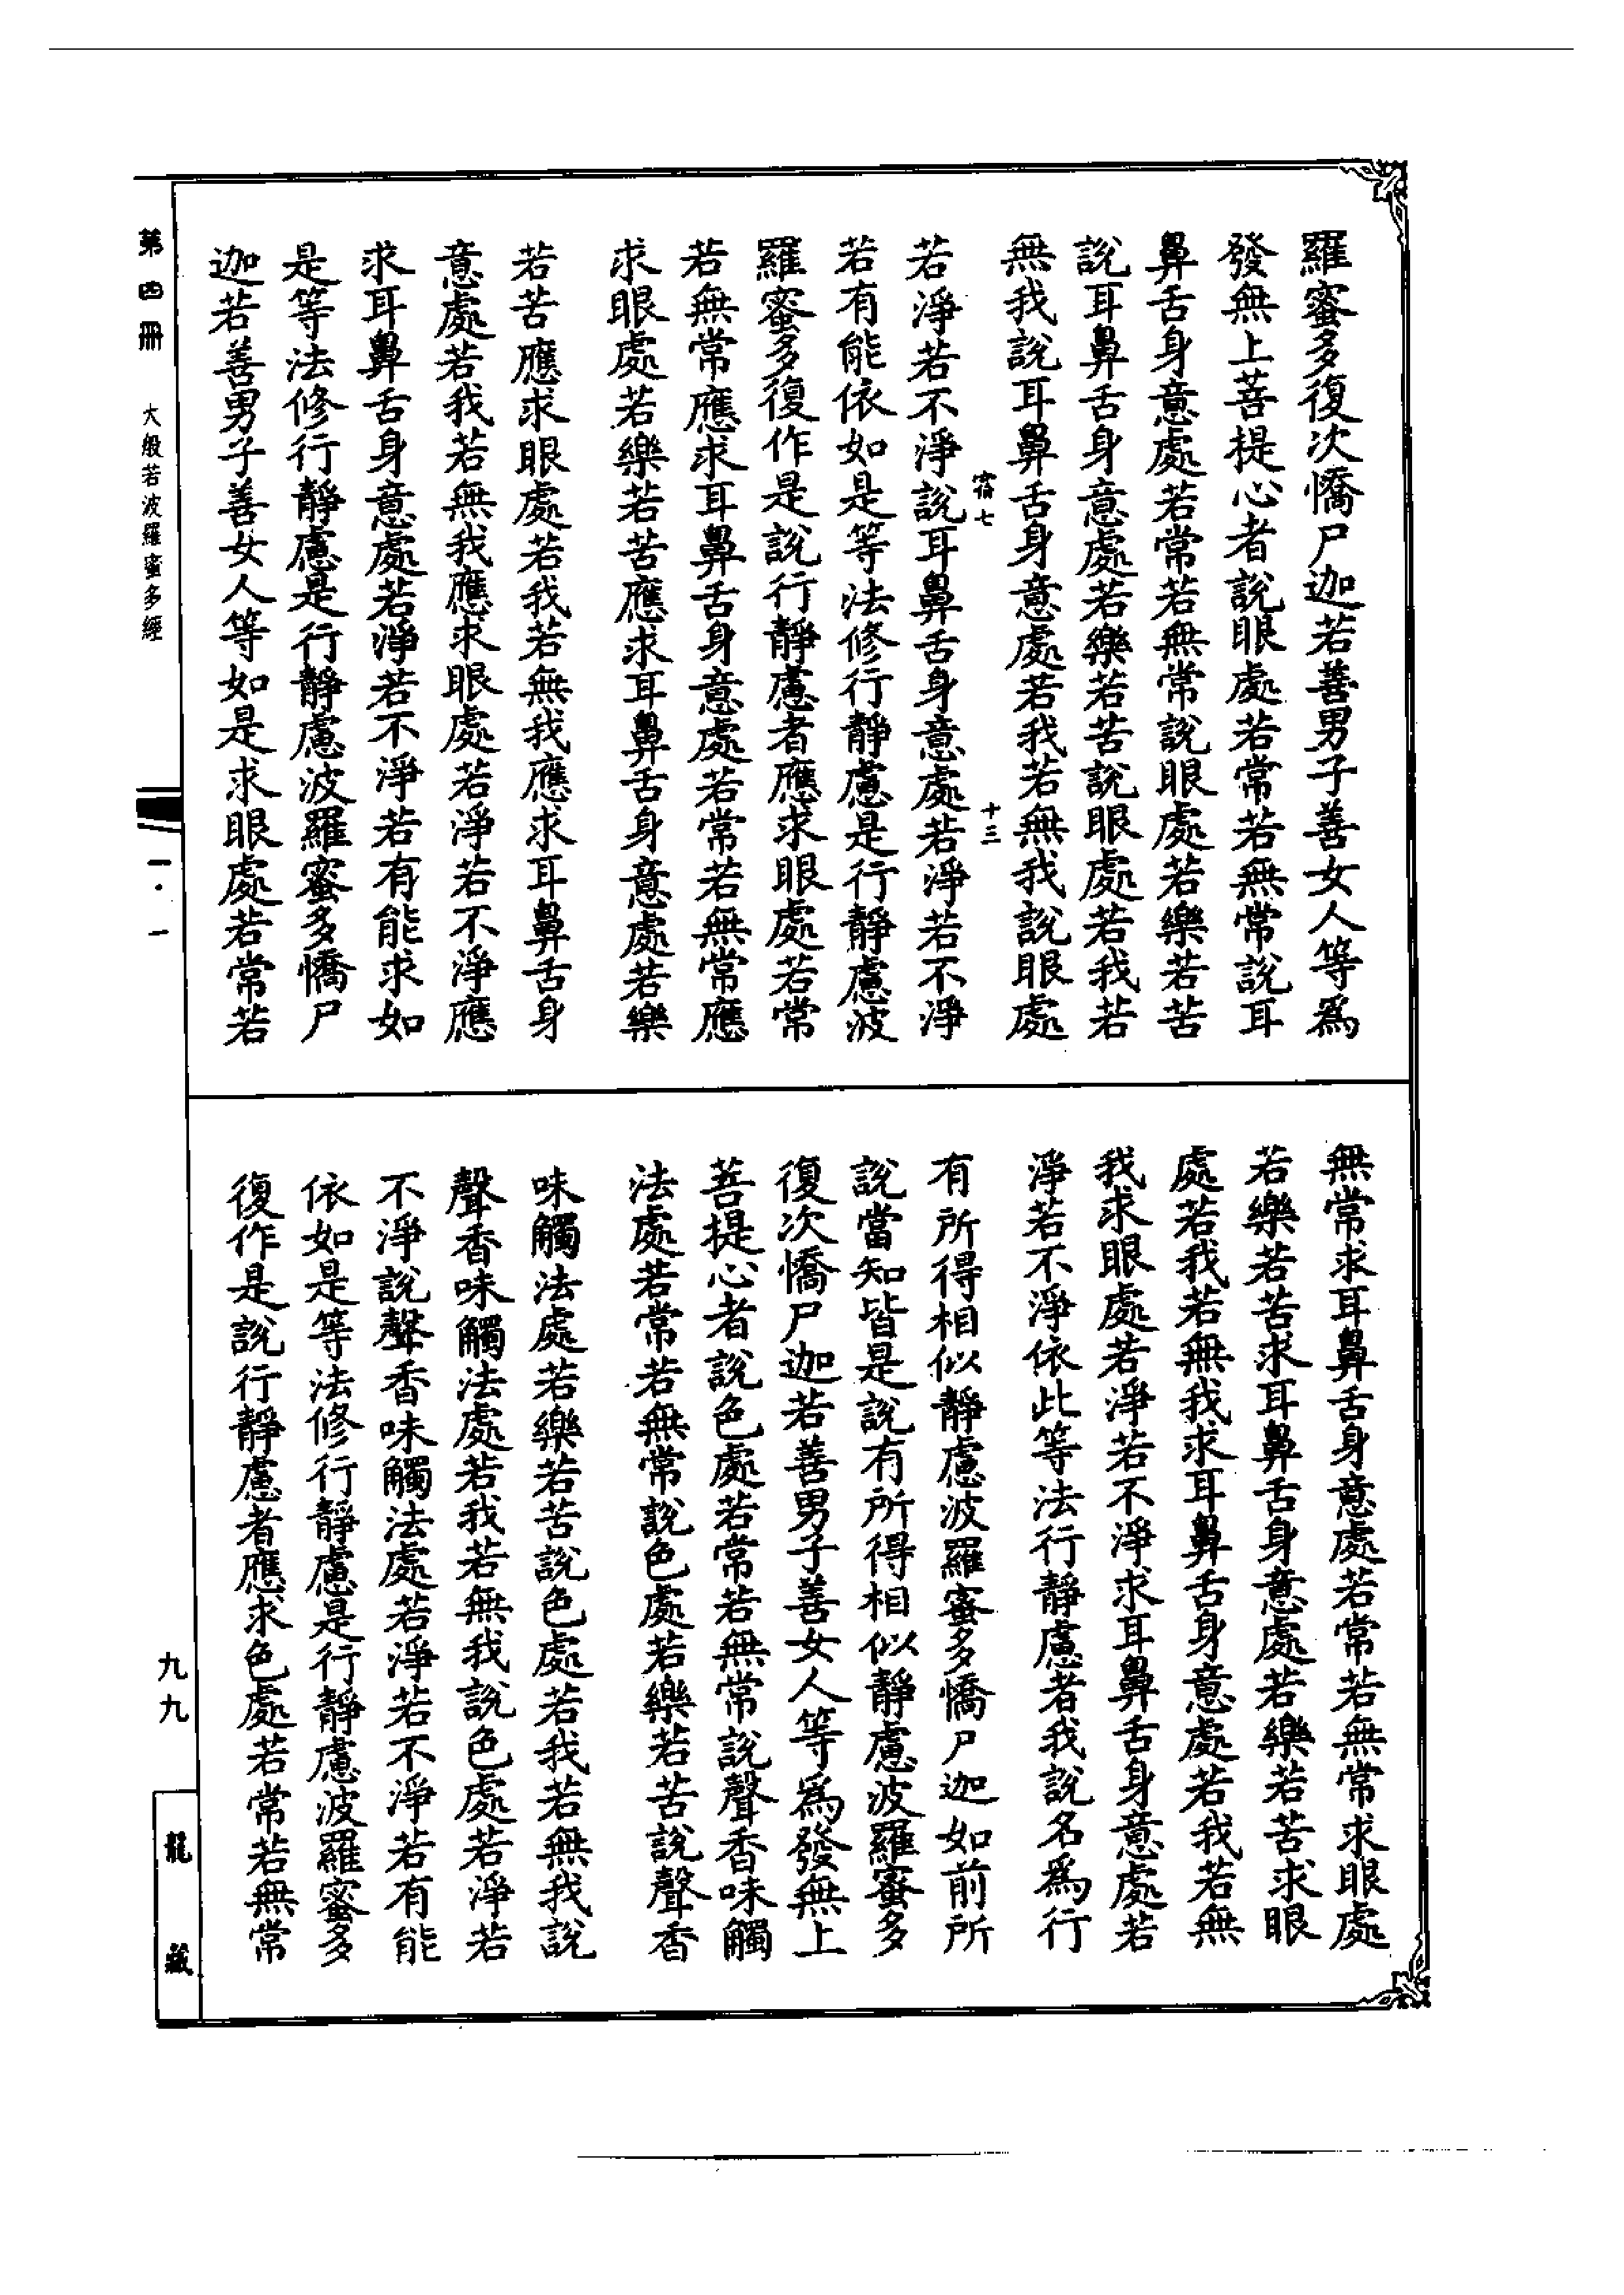 羅蜜多復次憍尸迦若善男子善女人等爲
發無上菩提心者說眼處若常若無常說耳
鼻舌身意處若常若無常說眼處若樂若苦
說耳鼻舌身意處若樂若苦說眼處若我若
無我說耳鼻舌身意處若我若無我說眼處
宿七 十三
若淨若不淨說耳鼻舌身意處若淨若不淨
若有能依如是等法修行靜慮是行靜慮波
羅蜜多復作是說行靜慮者應求眼處若常
若無常應求耳鼻舌身意處若常若無常應
求眼處若樂若苦應求耳鼻舌身意處若樂
若苦應求眼處若我若無我應求耳鼻舌身
意處若我若無我應求眼處若淨若不淨應
求耳鼻舌身意處若淨若不淨若有能求如
是等法修行靜慮是行靜慮波羅蜜多憍尸
迦若善男子善女人等如是求眼處若常若
無常求耳鼻舌身意處若常若無常求眼處
若樂若苦求耳鼻舌身意處若樂若苦求眼
處若我若無我求耳鼻舌身意處若我若無
我求眼處若淨若不淨求耳鼻舌身意處若
淨若不淨依此等法行靜慮者我說名爲行
有所得相似靜慮波羅蜜多憍尸迦如前所
說當知皆是說有所得相似靜慮波羅蜜多
復次憍尸迦若善男子善女人等爲發無上
菩提心者說色處若常若無常說聲香味觸
法處若常若無常說色處若樂若苦說聲香
味觸法處若樂若苦說色處若我若無我說
聲香味觸法處若我若無我說色處若淨若
不淨說聲香味觸法處若淨若不淨若有能
依如是等法修行靜慮是行靜慮波羅蜜多
復作是說行靜慮者應求色處若常若無常
第四冊 大般若波羅蜜多經 一·一 九九 龍藏